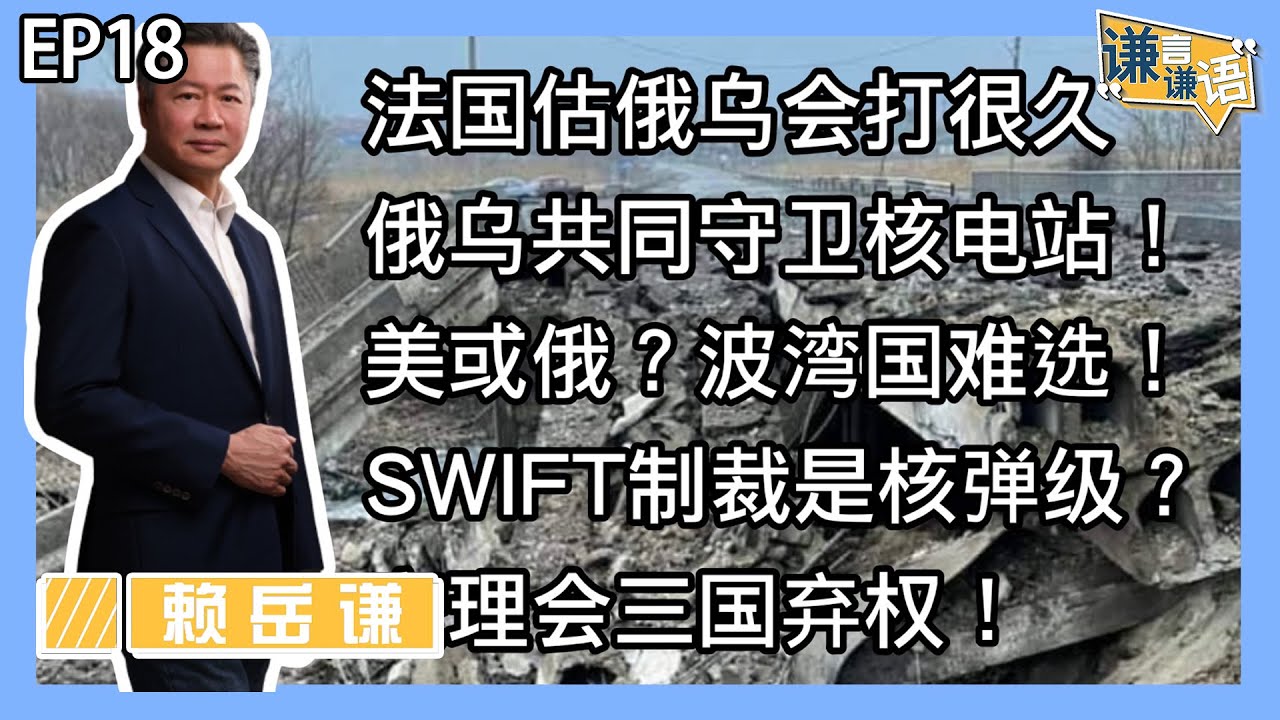 EP18
谦言谦语
法国估俄乌会打很久
俄乌共同守卫核电站！
美或俄？波湾国难选！
SWIFT制裁是核弹级？
理会三国弃权！
赖岳谦